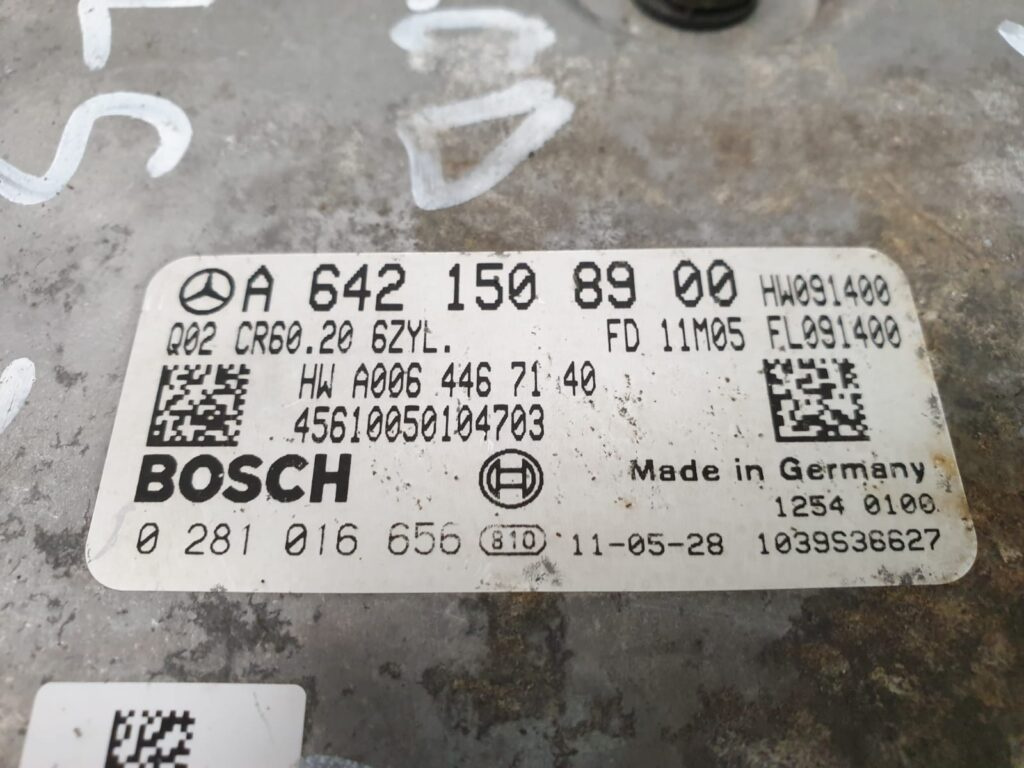 A 642 150 89 00 HW091400
Q02 CR60.20 6ZYL. FD 11M05 FL091400
HW A006 446 71 40
45610050104703
BOSCH Made in Germany
1254 0100
0 281 016 656 810 11-05-28 1039S36627